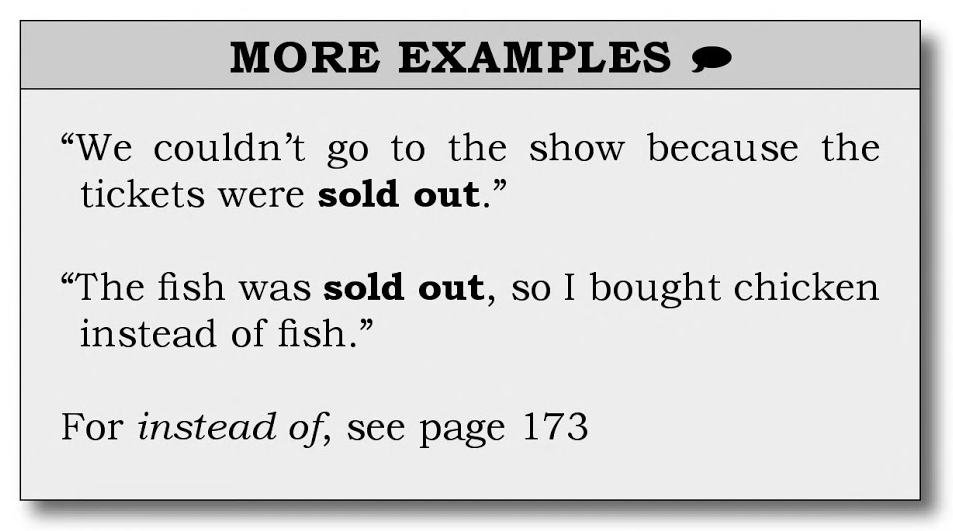 MORE EXAMPLES
“We couldn’t go to the show because the
tickets were sold out.”
“The fish was sold out, so I bought chicken
instead of fish.”
For instead of, see page 173